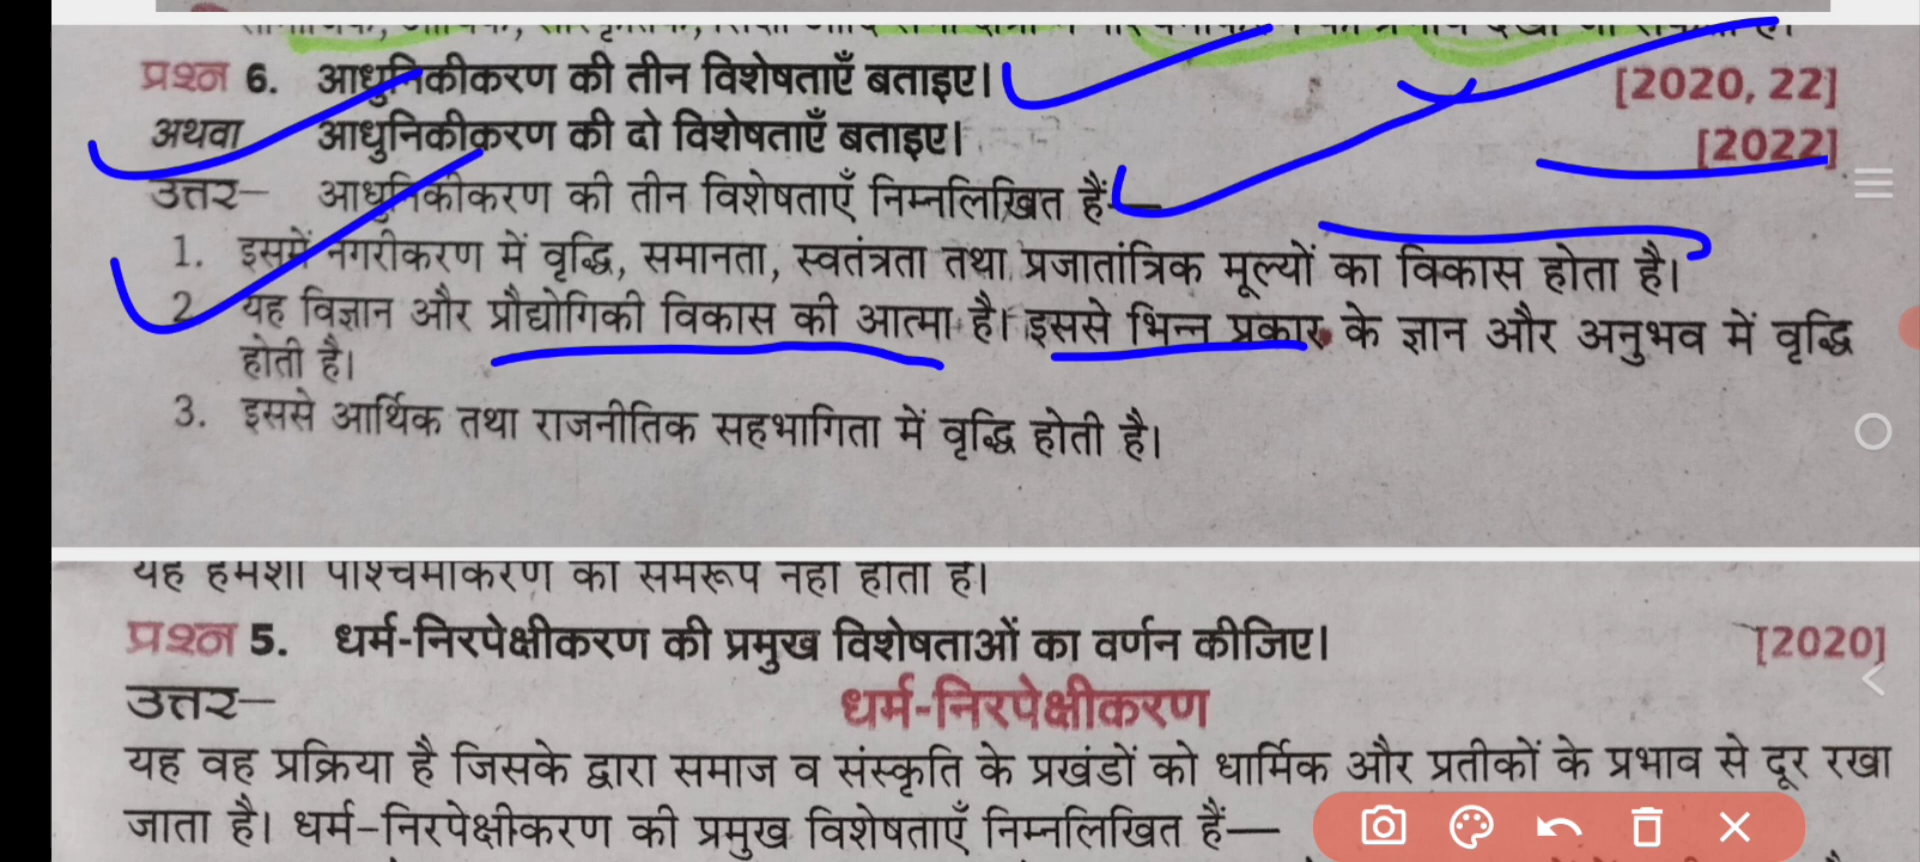 प्रश्न 6. आधुनिकीकरण की तीन विशेषताएँ बताइए। [2020, 22]
अथवा आधुनिकीकरण की दो विशेषताएँ बताइए। [2022]
उत्तर— आधुनिकीकरण की तीन विशेषताएँ निम्नलिखित हैं—
1. इसमें नगरीकरण में वृद्धि, समानता, स्वतंत्रता तथा प्रजातांत्रिक मूल्यों का विकास होता है।
2. यह विज्ञान और प्रौद्योगिकी विकास की आत्मा है। इससे भिन्न प्रकार के ज्ञान और अनुभव में वृद्धि
होती है।
3. इससे आर्थिक तथा राजनीतिक सहभागिता में वृद्धि होती है।
यह हमेशा पश्चिमीकरण का समरूप नहीं होता है।
प्रश्न 5. धर्म-निरपेक्षीकरण की प्रमुख विशेषताओं का वर्णन कीजिए। [2020]
उत्तर—
धर्म-निरपेक्षीकरण
यह वह प्रक्रिया है जिसके द्वारा समाज व संस्कृति के प्रखंडों को धार्मिक और प्रतीकों के प्रभाव से दूर रखा
जाता है। धर्म-निरपेक्षीकरण की प्रमुख विशेषताएँ निम्नलिखित हैं—